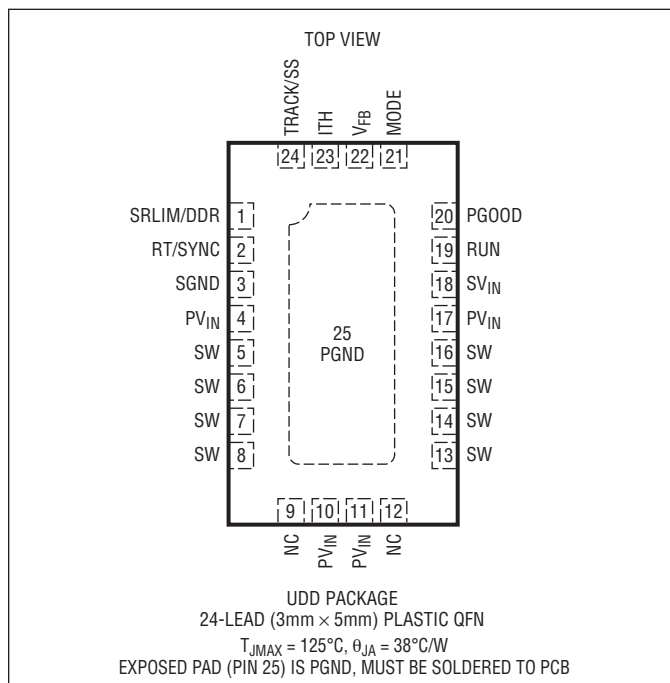 TOP VIEW
TRACK/SS
ITH
VFB
MODE
24 23 22 21
SRLIM/DDR 1
RT/SYNC 2
SGND 3
PVIN 4
SW 5
SW 6
SW 7
SW 8
25
PGND
20 PGOOD
19 RUN
18 SVIN
17 PVIN
16 SW
15 SW
14 SW
13 SW
9 10 11 12
NC
PVIN
PVIN
NC
UDD PACKAGE
24-LEAD (3mm × 5mm) PLASTIC QFN
TJMAX = 125°C, θJA = 38°C/W
EXPOSED PAD (PIN 25) IS PGND, MUST BE SOLDERED TO PCB